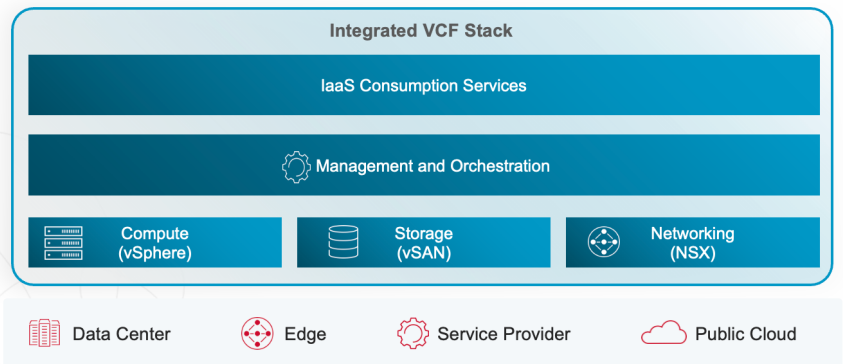 Integrated VCF Stack
IaaS Consumption Services
Management and Orchestration
Compute
(vSphere)
Storage
(vSAN)
Networking
(NSX)
Data Center
Edge
Service Provider
Public Cloud